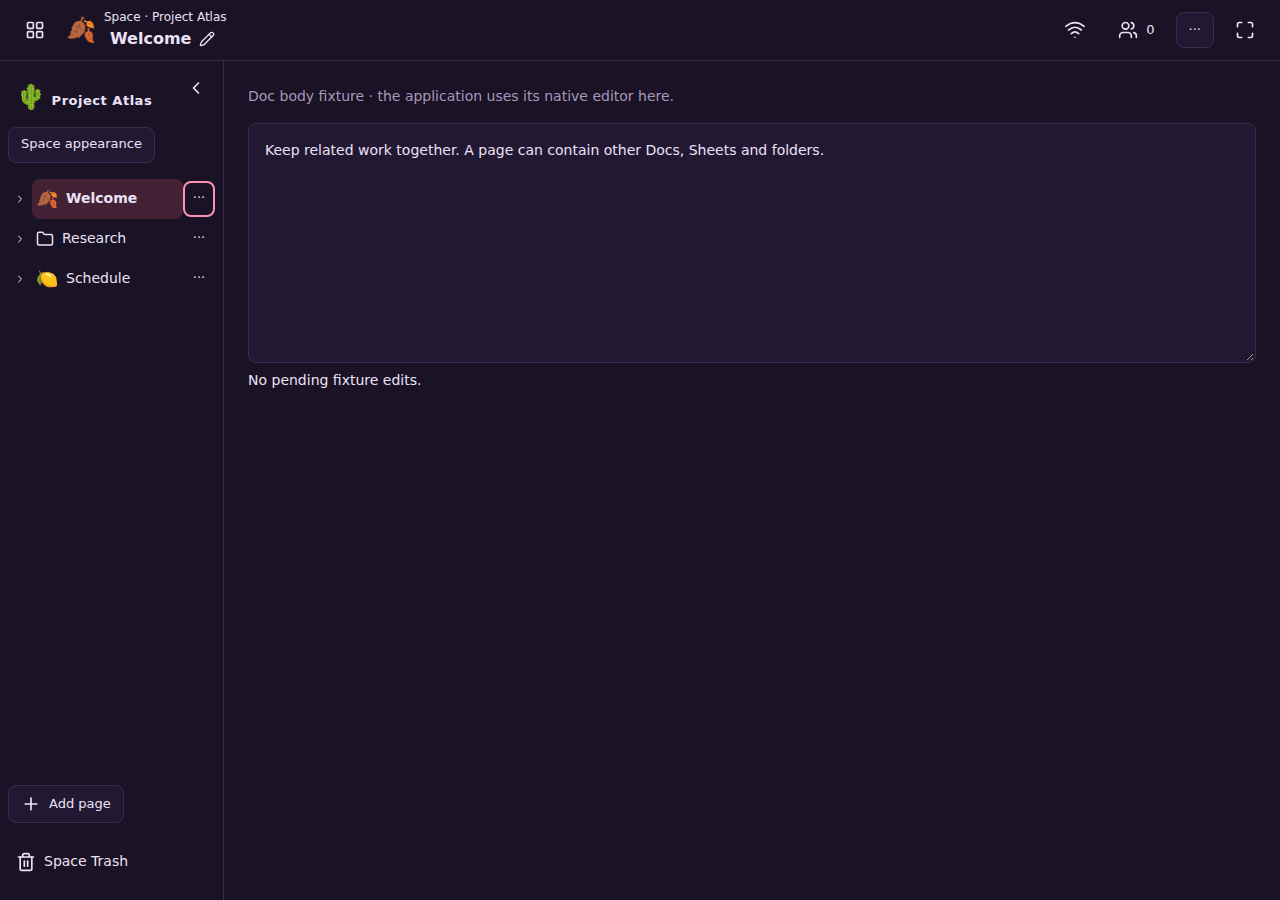 Space · Project Atlas
Welcome
0
...
Project Atlas
Space appearance
Welcome
...
Research
...
Schedule
...
Add page
Space Trash
Doc body fixture · the application uses its native editor here.
Keep related work together. A page can contain other Docs, Sheets and folders.
No pending fixture edits.